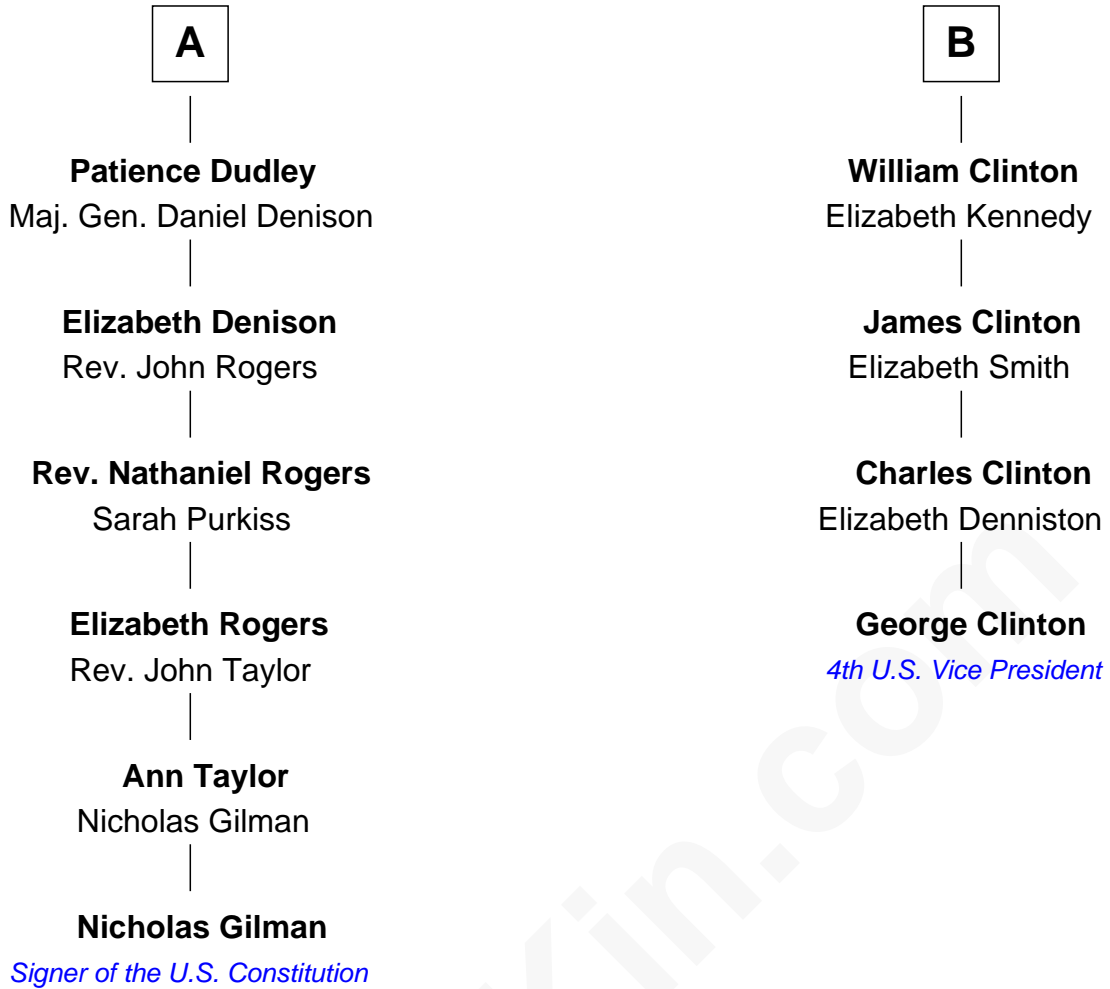 A
Patience Dudley
Maj. Gen. Daniel Denison
Elizabeth Denison
Rev. John Rogers
Rev. Nathaniel Rogers
Sarah Purkiss
Elizabeth Rogers
Rev. John Taylor
Ann Taylor
Nicholas Gilman
Nicholas Gilman
Signer of the U.S. Constitution
B
William Clinton
Elizabeth Kennedy
James Clinton
Elizabeth Smith
Charles Clinton
Elizabeth Denniston
George Clinton
4th U.S. Vice President
Kin.com